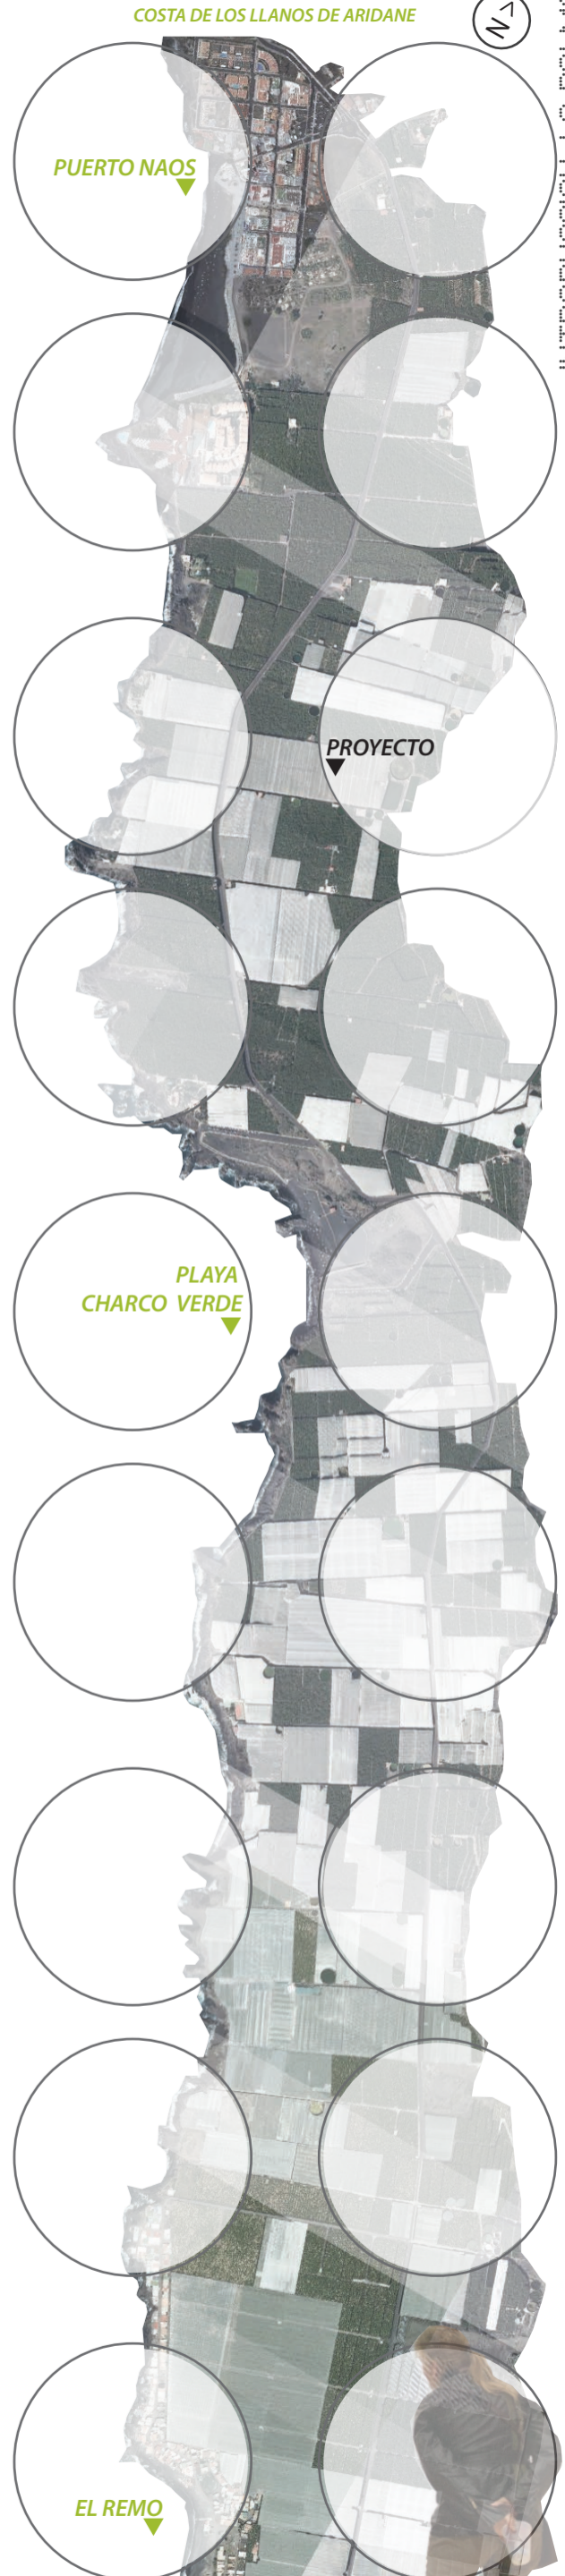 COSTA DE LOS LLANOS DE ARIDANE
N
PUERTO NAOS
PROYECTO
PLAYA
CHARCO VERDE
EL REMO